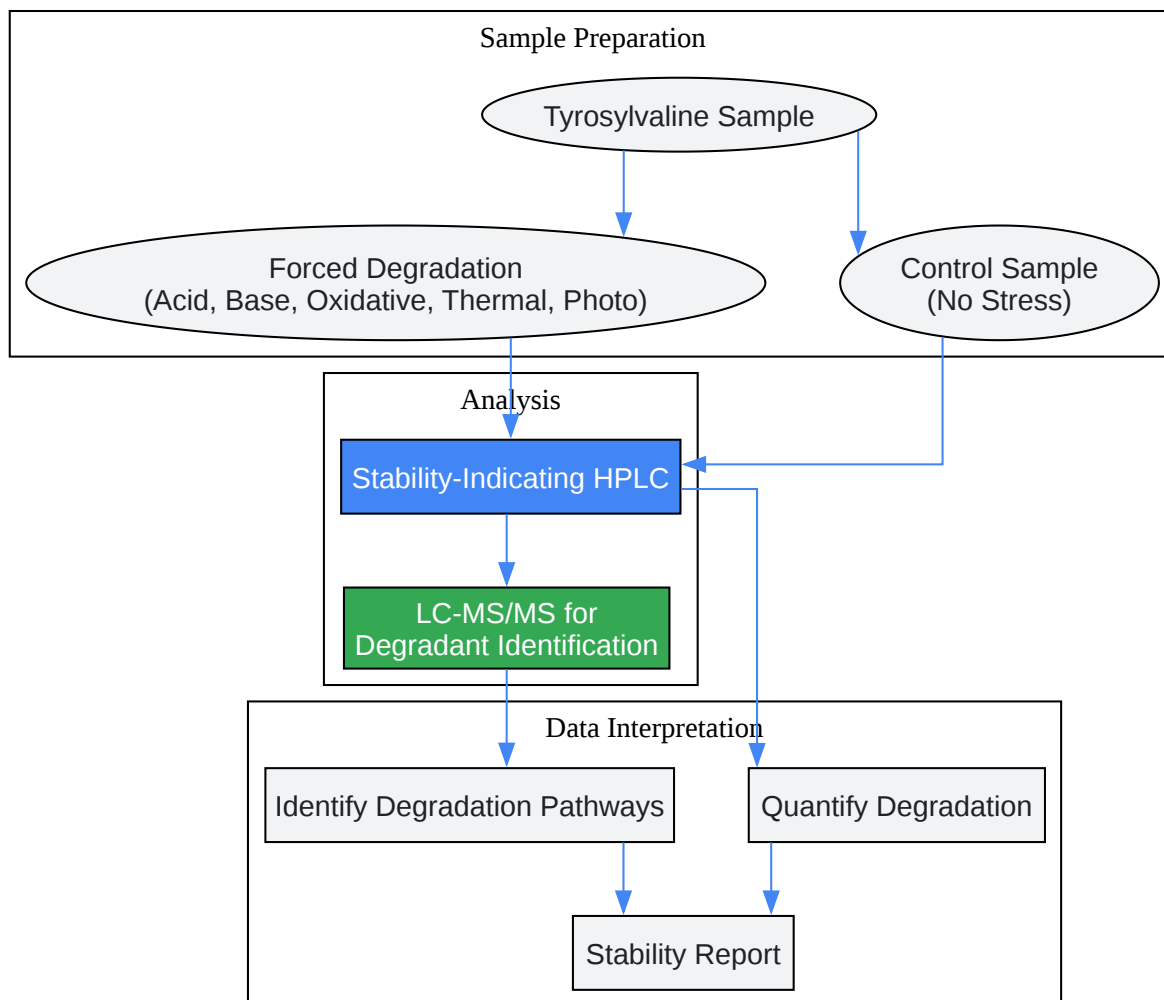 Sample Preparation
Tyrosylvaline Sample
Forced Degradation
(Acid, Base, Oxidative, Thermal, Photo)
Control Sample
(No Stress)
Analysis
Stability-Indicating HPLC
LC-MS/MS for
Degradant Identification
Data Interpretation
Identify Degradation Pathways
Quantify Degradation
Stability Report